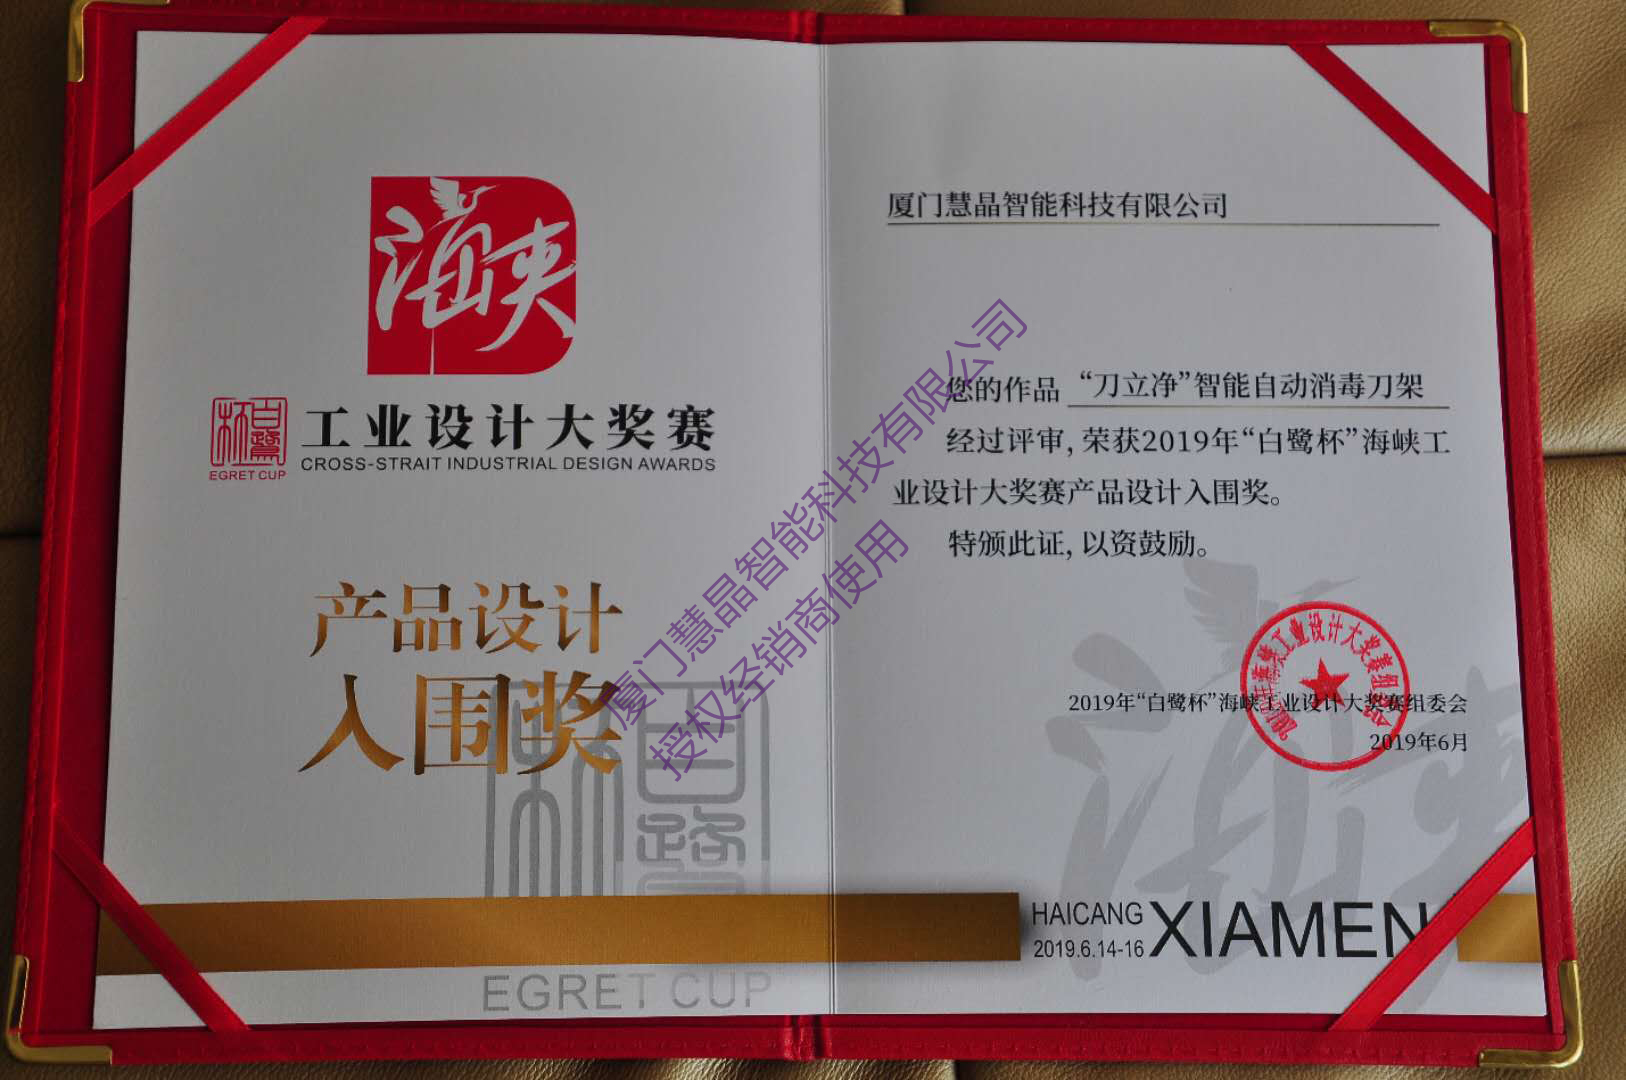 海峡
白鹭杯
EGRET CUP
工业设计大奖赛
CROSS-STRAIT INDUSTRIAL DESIGN AWARDS
产品设计
入围奖
EGRET CUP
厦门慧晶智能科技有限公司
您的作品 “刀立净”智能自动消毒刀架
经过评审,荣获2019年“白鹭杯”海峡工
业设计大奖赛产品设计入围奖。
特颁此证,以资鼓励。
2019年“白鹭杯”海峡工业设计大奖赛组委会
2019年6月
HAICANG
2019.6.14-16
XIAMEN
厦门慧晶智能科技有限公司
授权经销商使用